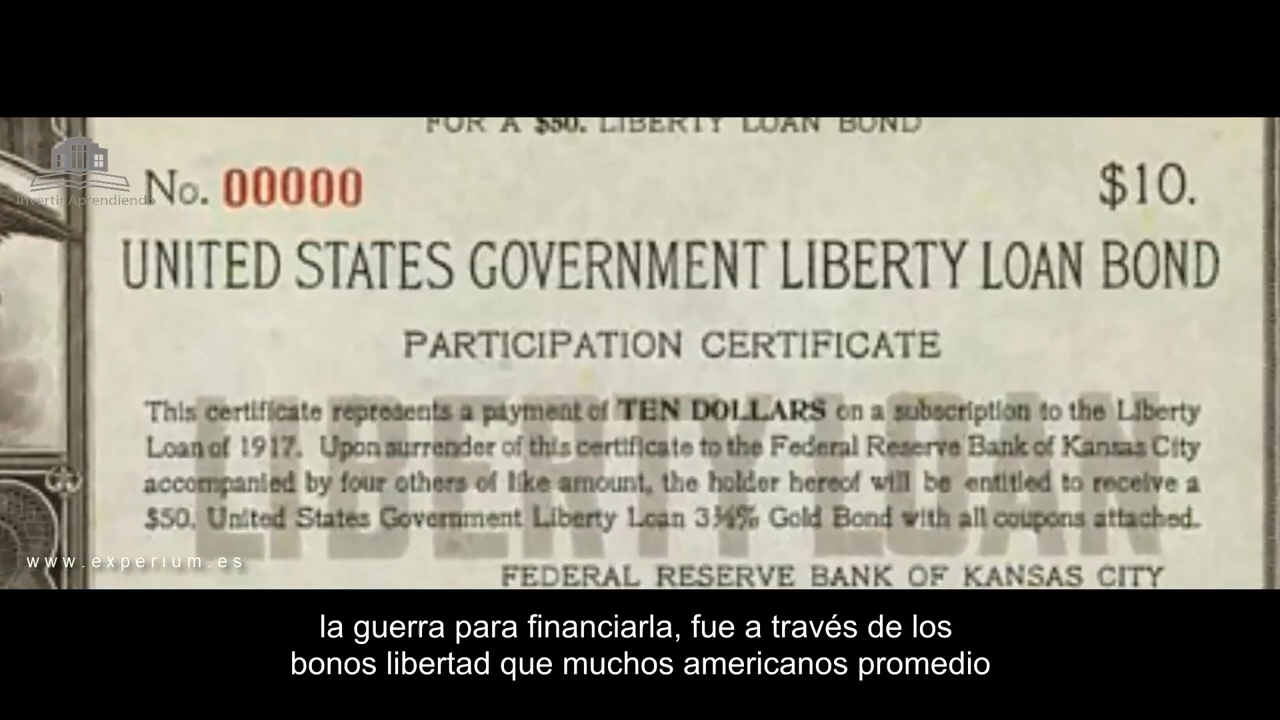 FOR A $50. LIBERTY LOAN BOND
No. 00000
$10.
Invertir Aprendiendo
UNITED STATES GOVERNMENT LIBERTY LOAN BOND
PARTICIPATION CERTIFICATE
LIBERTY LOAN
This certificate represents a payment of TEN DOLLARS on a subscription to the Liberty
Loan of 1917. Upon surrender of this certificate to the Federal Reserve Bank of Kansas City
accompanied by four others of like amount, the holder hereof will be entitled to receive a
$50. United States Government Liberty Loan 3½% Gold Bond with all coupons attached.
www.experium.es
FEDERAL RESERVE BANK OF KANSAS CITY
la guerra para financiarla, fue a través de los
bonos libertad que muchos americanos promedio